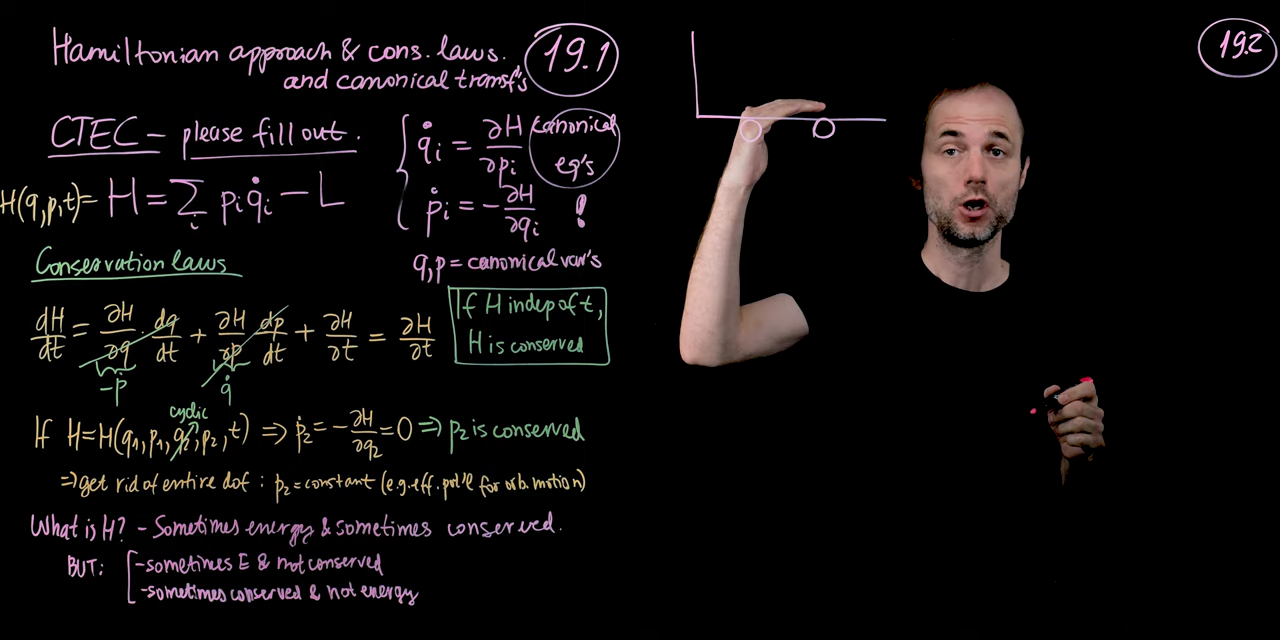 Hamiltonian approach & cons. laws. 19.1
and canonical transf's
CTEC – please fill out.
H(q,p,t)= H = ∑i pi q̇i − L
{ q̇i = ∂H/∂pi canonical eq's
ṗi = −∂H/∂qi !
q,p = canonical var's
Conservation laws
dH/dt = ∂H/∂q dq/dt + ∂H/∂p dp/dt + ∂H/∂t = ∂H/∂t
−ṗ q̇
If H indep of t,
H is conserved
cyclic
If H=H(q1,p1,q2,p2,t) ⇒ ṗ2 = −∂H/∂q2 = 0 ⇒ p2 is conserved
⇒ get rid of entire dof : p2=constant (e.g. eff. pot'l for orb. motion)
What is H? – Sometimes energy & sometimes conserved.
BUT: [ –sometimes E & not conserved
–sometimes conserved & not energy
19.2